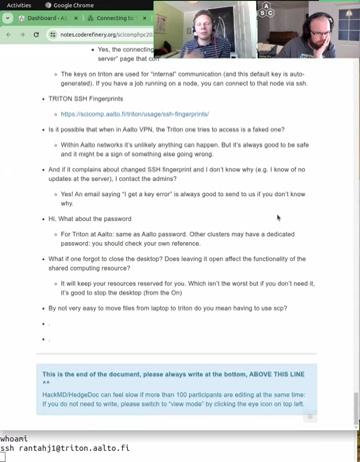 Activities
Google Chrome
Dashboard - A
Connecting to T
notes.coderefinery.org/scicomphpc20
Yes, the connecting
server" page that con
The keys on triton are used for "internal" communication (and this default key is auto-
generated). If you have a job running on a node, you can connect to that node via ssh.
TRITON SSH Fingerprints
https://scicomp.aalto.fi/triton/usage/ssh-fingerprints/
Is it possible that when in Aalto VPN, the Triton one tries to access is a faked one?
Within Aalto networks it's unlikely anything can happen. But it's always good to be safe
and it might be a sign of something else going wrong.
And if it complains about changed SSH fingerprint and I don't know why (e.g. I know of no
updates at the server), I contact the admins?
Yes! An email saying "I get a key error" is always good to send to us if you don't know
why.
Hi. What about the password
For Triton at Aalto: same as Aalto password. Other clusters may have a dedicated
password: you should check your own reference.
What if one forgot to close the desktop? Does leaving it open affect the functionality of the
shared computing resource?
It will keep your resources reserved for you. Which isn't the worst but if you don't need it,
it's good to stop the desktop (from the On)
By not very easy to move files from laptop to triton do you mean having to use scp?
.
.
This is the end of the document, please always write at the bottom, ABOVE THIS LINE
^^
HackMD/HedgeDoc can feel slow if more than 100 participants are editing at the same time:
If you do not need to write, please switch to "view mode" by clicking the eye icon on top left.
whoami
ssh rantahj1@triton.aalto.fi